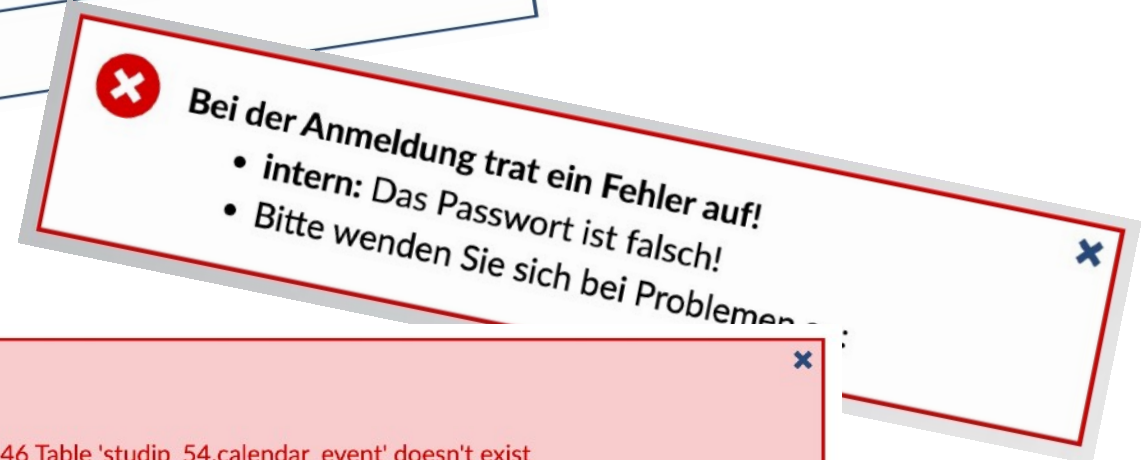 Bei der Anmeldung trat ein Fehler auf!
intern: Das Passwort ist falsch!
Bitte wenden Sie sich bei Problemen
46 Table 'studip_54.calendar_event' doesn't exist